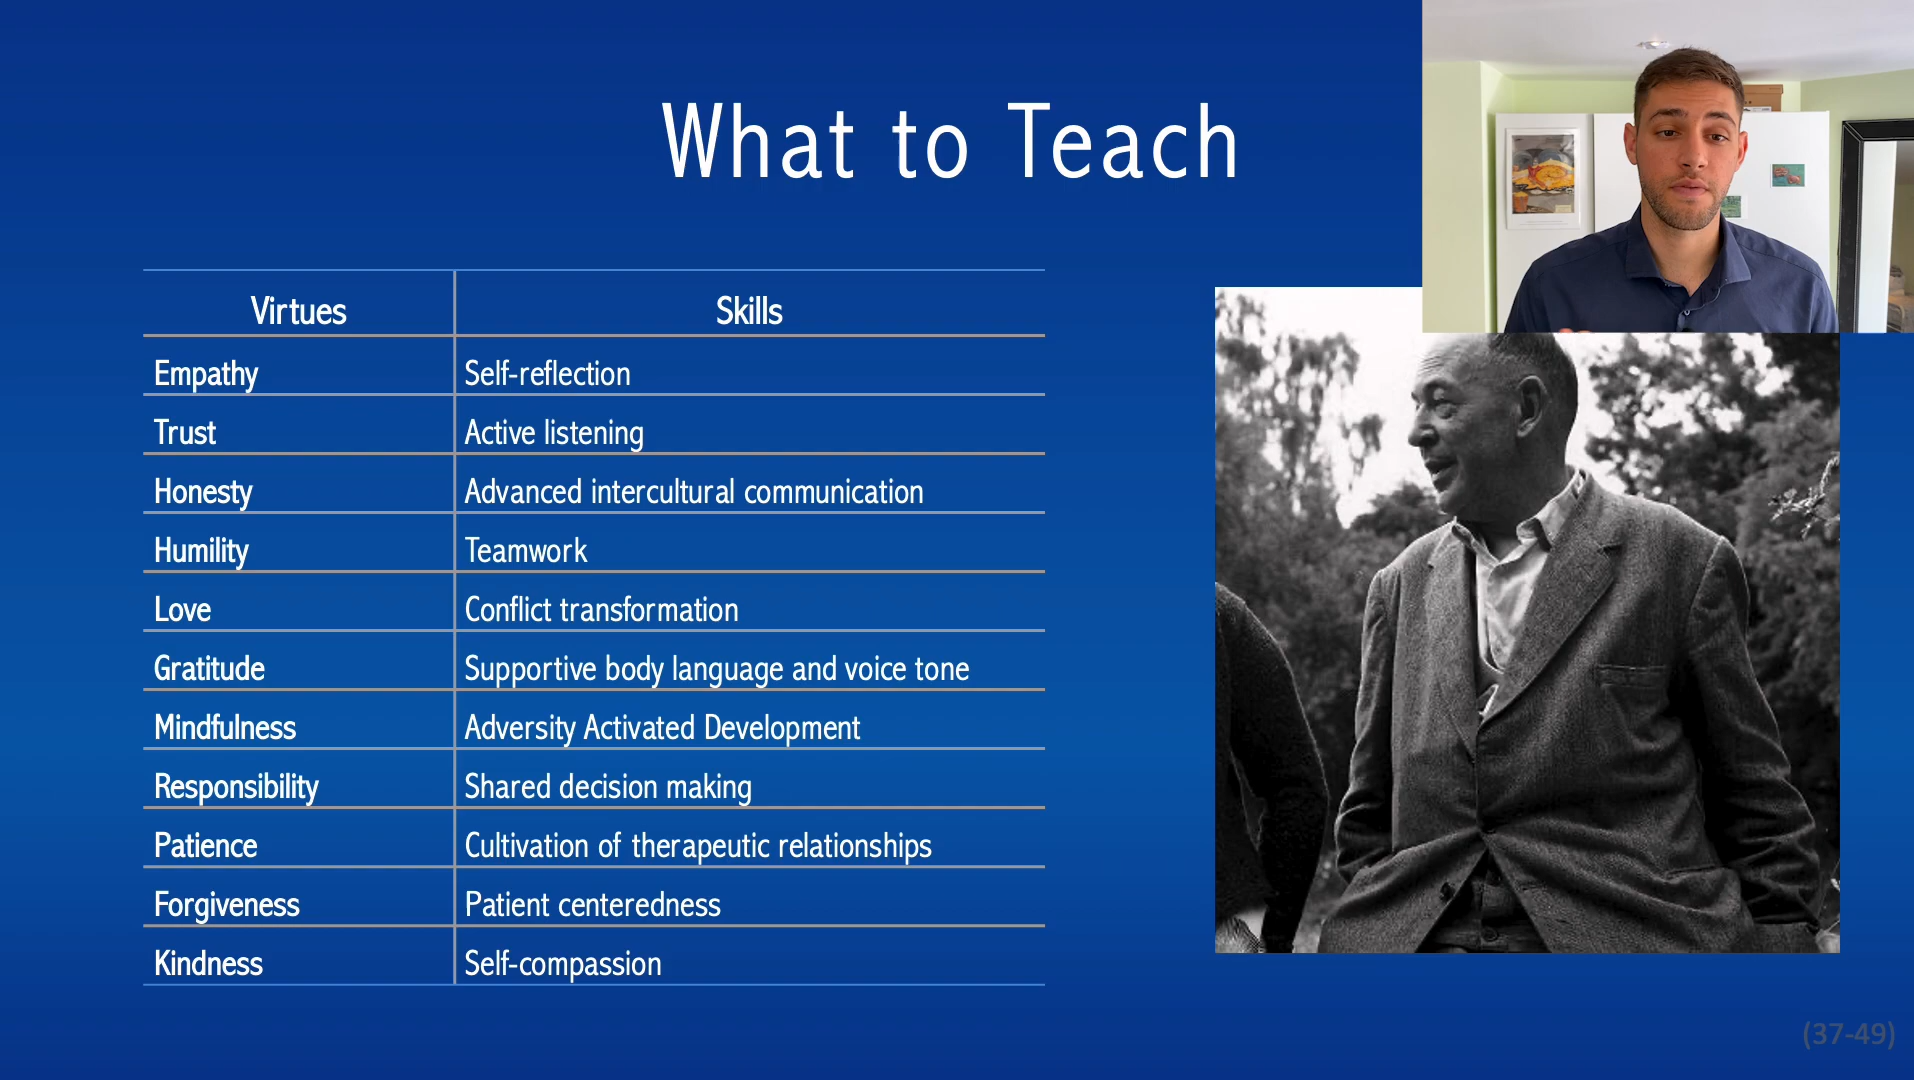 What to Teach
Virtues Skills
Empathy Self-reflection
Trust Active listening
Honesty Advanced intercultural communication
Humility Teamwork
Love Conflict transformation
Gratitude Supportive body language and voice tone
Mindfulness Adversity Activated Development
Responsibility Shared decision making
Patience Cultivation of therapeutic relationships
Forgiveness Patient centeredness
Kindness Self-compassion
(37-49)